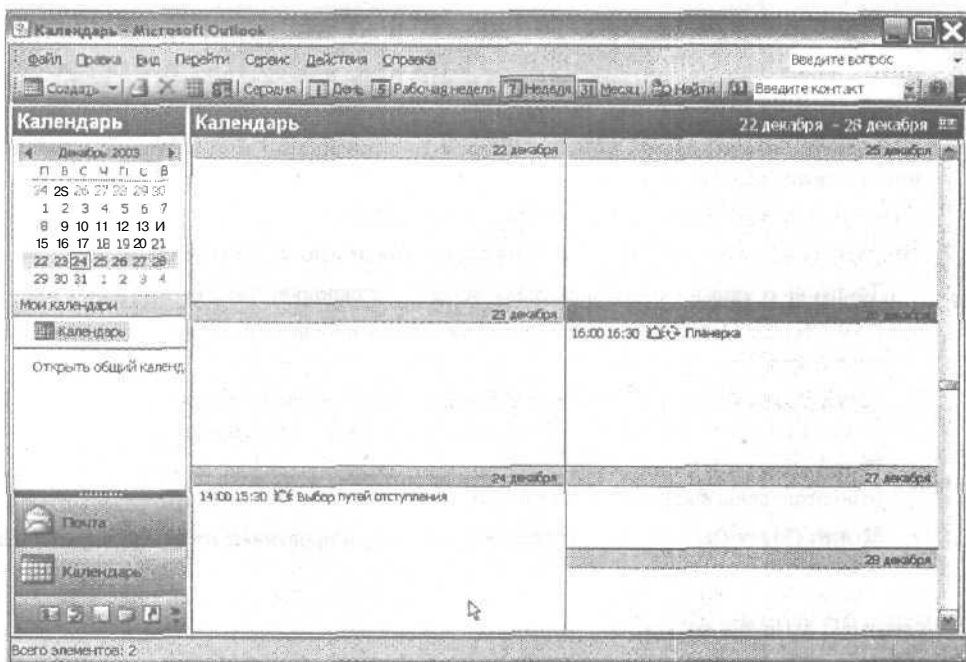 Календарь - Microsoft Outlook
Файл Правка Вид Перейти Сервис Действия Справка Введите вопрос
Создать Сегодня 1 День 5 Рабочая неделя 7 Неделя 31 Месяц Найти Введите контакт
Календарь
Декабрь 2003
П В С Ч П С В
24 2S 26 27 28 29 30
1 2 3 4 5 6 7
8 9 10 11 12 13 И
15 16 17 18 19 20 21
22 23 24 25 26 27 28
29 30 31 1 2 3 4
Мои календари
Календарь
Открыть общий календ
Почта
Календарь
Календарь 22 декабря - 28 декабря
22 декабря
23 декабря
24 декабря
14:00 15:30 Выбор путей отступления
25 декабря
26 декабря
16:00 16:30 Планерка
27 декабря
28 декабря
Всего элементов: 2